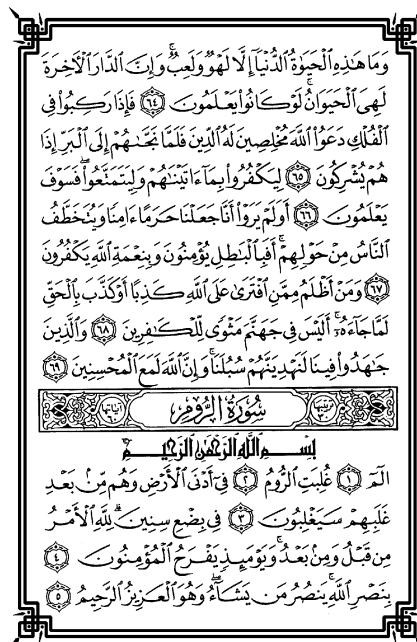 وَمَا هَٰذِهِ ٱلْحَيَوٰةُ ٱلدُّنْيَآ إِلَّا لَهْوٌ وَلَعِبٌ ۚ وَإِنَّ ٱلدَّارَ ٱلْأَخِرَةَ
لَهِىَ ٱلْحَيَوَانُ ۚ لَوْ كَانُوا۟ يَعْلَمُونَ ٦٤ فَإِذَا رَكِبُوا۟ فِى
ٱلْفُلْكِ دَعَوُا۟ ٱللَّهَ مُخْلِصِينَ لَهُ ٱلدِّينَ فَلَمَّا نَجَّىٰهُمْ إِلَى ٱلْبَرِّ إِذَا
هُمْ يُشْرِكُونَ ٦٥ لِيَكْفُرُوا۟ بِمَآ ءَاتَيْنَٰهُمْ وَلِيَتَمَتَّعُوا۟ ۖ فَسَوْفَ
يَعْلَمُونَ ٦٦ أَوَلَمْ يَرَوْا۟ أَنَّا جَعَلْنَا حَرَمًا ءَامِنًا وَيُتَخَطَّفُ
ٱلنَّاسُ مِنْ حَوْلِهِمْ ۚ أَفَبِٱلْبَٰطِلِ يُؤْمِنُونَ وَبِنِعْمَةِ ٱللَّهِ يَكْفُرُونَ
٦٧ وَمَنْ أَظْلَمُ مِمَّنِ ٱفْتَرَىٰ عَلَى ٱللَّهِ كَذِبًا أَوْ كَذَّبَ بِٱلْحَقِّ
لَمَّا جَآءَهُۥٓ ۚ أَلَيْسَ فِى جَهَنَّمَ مَثْوًى لِّلْكَٰفِرِينَ ٦٨ وَٱلَّذِينَ
جَٰهَدُوا۟ فِينَا لَنَهْدِيَنَّهُمْ سُبُلَنَا ۚ وَإِنَّ ٱللَّهَ لَمَعَ ٱلْمُحْسِنِينَ ٦٩
سُورَةُ الرُّومِ
بِسْمِ ٱللَّهِ ٱلرَّحْمَٰنِ ٱلرَّحِيمِ
الٓمٓ ١ غُلِبَتِ ٱلرُّومُ ٢ فِىٓ أَدْنَى ٱلْأَرْضِ وَهُم مِّنۢ بَعْدِ
غَلَبِهِمْ سَيَغْلِبُونَ ٣ فِى بِضْعِ سِنِينَ ۗ لِلَّهِ ٱلْأَمْرُ
مِن قَبْلُ وَمِنۢ بَعْدُ ۚ وَيَوْمَئِذٍ يَفْرَحُ ٱلْمُؤْمِنُونَ ٤
بِنَصْرِ ٱللَّهِ ۚ يَنصُرُ مَن يَشَآءُ ۖ وَهُوَ ٱلْعَزِيزُ ٱلرَّحِيمُ ٥